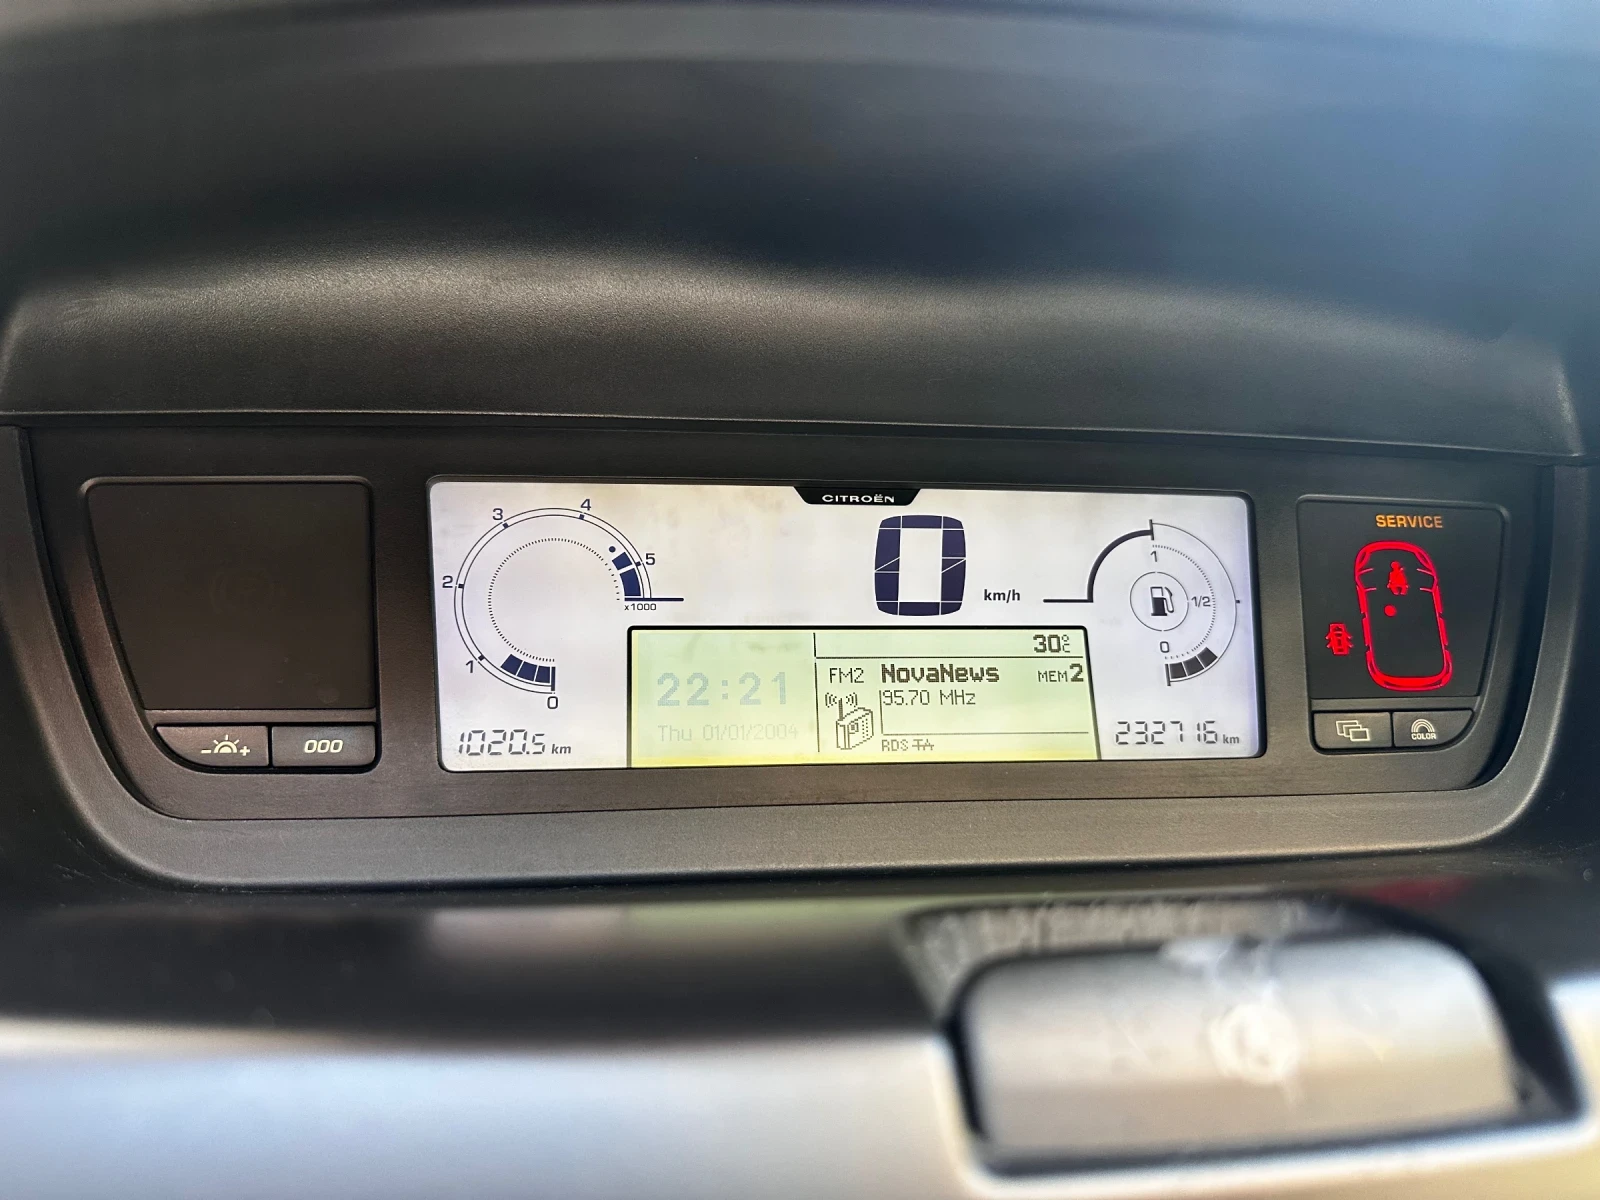 CITROËN
SERVICE
4
3
5
2
x1000
1
0
0
km/h
1
1/2
0
30°C
22:21
FM2 NovaNews MEM2
95.70 MHz
Thu 01/01/2004
RDS TA
1020.5 km
232716 km
- +
000
COLOR